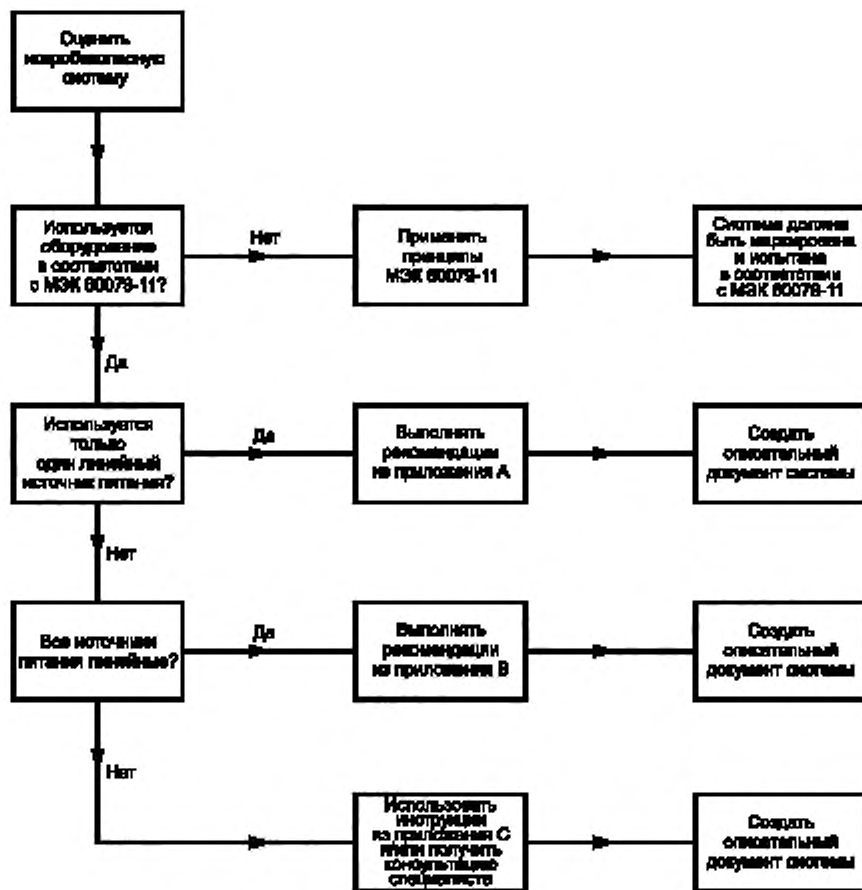 Оценить
искробезопасную
систему
Используется
оборудование
в соответствии
с МЭК 60079-11?
Нет
Применять
принципы
МЭК 60079-11
Система должна
быть маркирована
и испытана
в соответствии
с МЭК 60079-11
Да
Используется
только
один линейный
источник питания?
Да
Выполнять
рекомендации
из приложения А
Создать
описательный
документ системы
Нет
Все источники
питания линейные?
Да
Выполнять
рекомендации
из приложения В
Создать
описательный
документ системы
Нет
Использовать
инструкции
из приложения С
и/или получить
консультацию
специалиста
Создать
описательный
документ системы